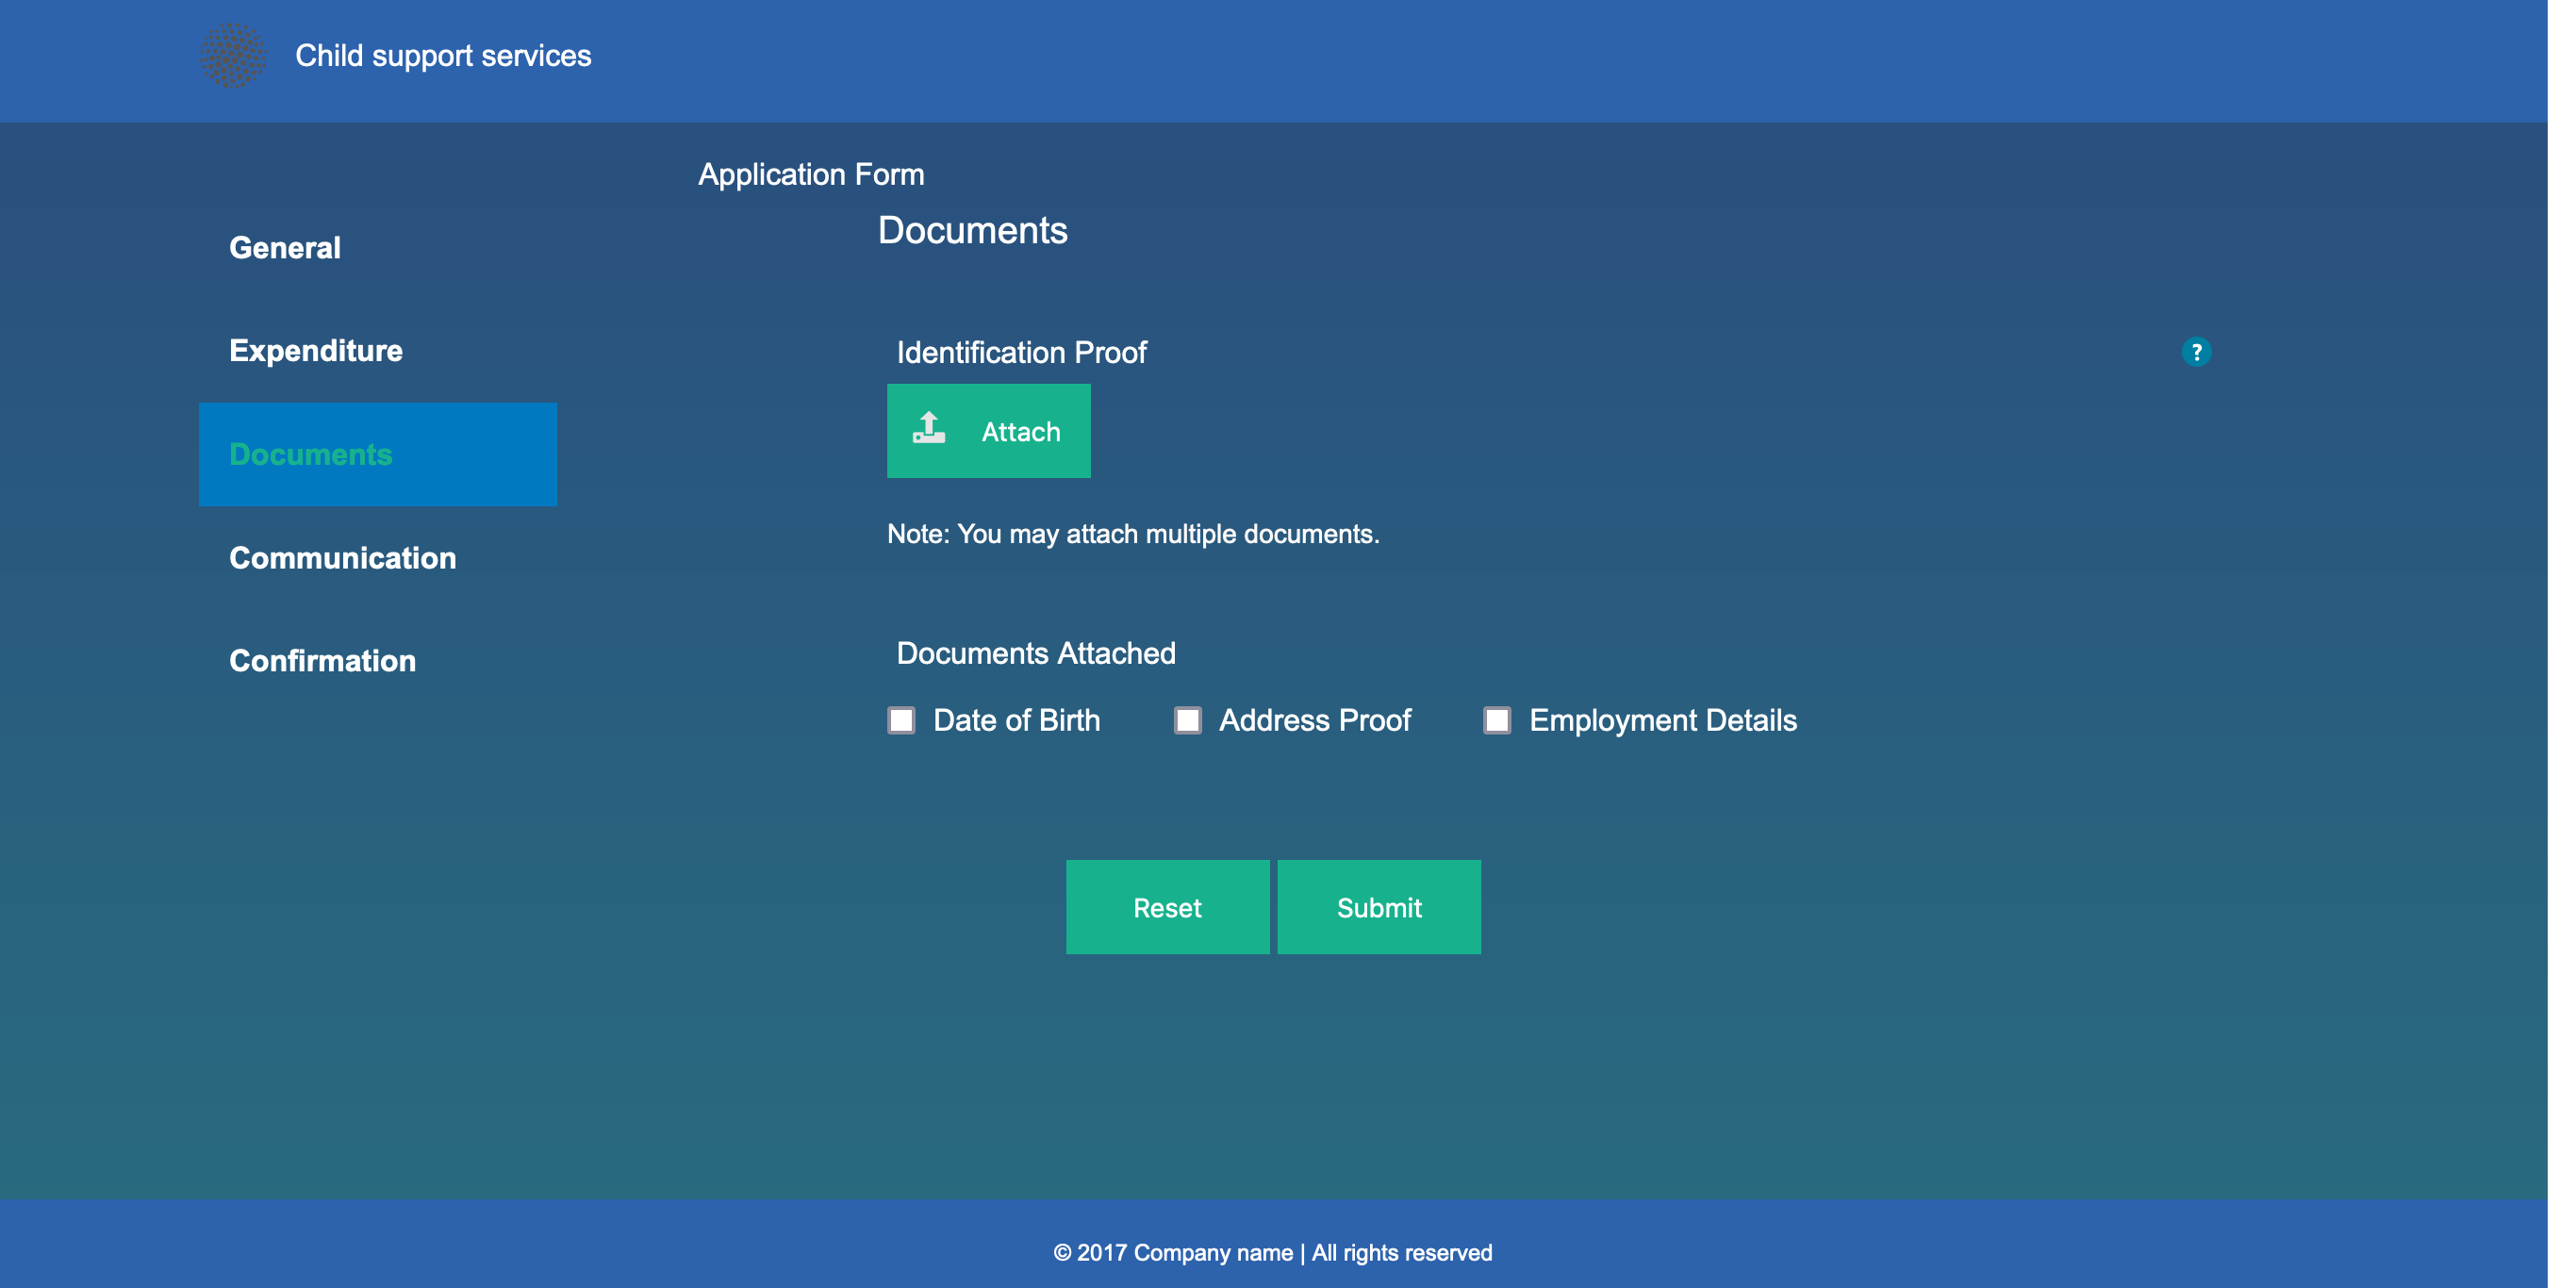 Child support services
Application Form
Documents
General
Expenditure
Documents
Communication
Confirmation
Identification Proof
?
Attach
Note: You may attach multiple documents.
Documents Attached
Date of Birth
Address Proof
Employment Details
Reset
Submit
© 2017 Company name | All rights reserved